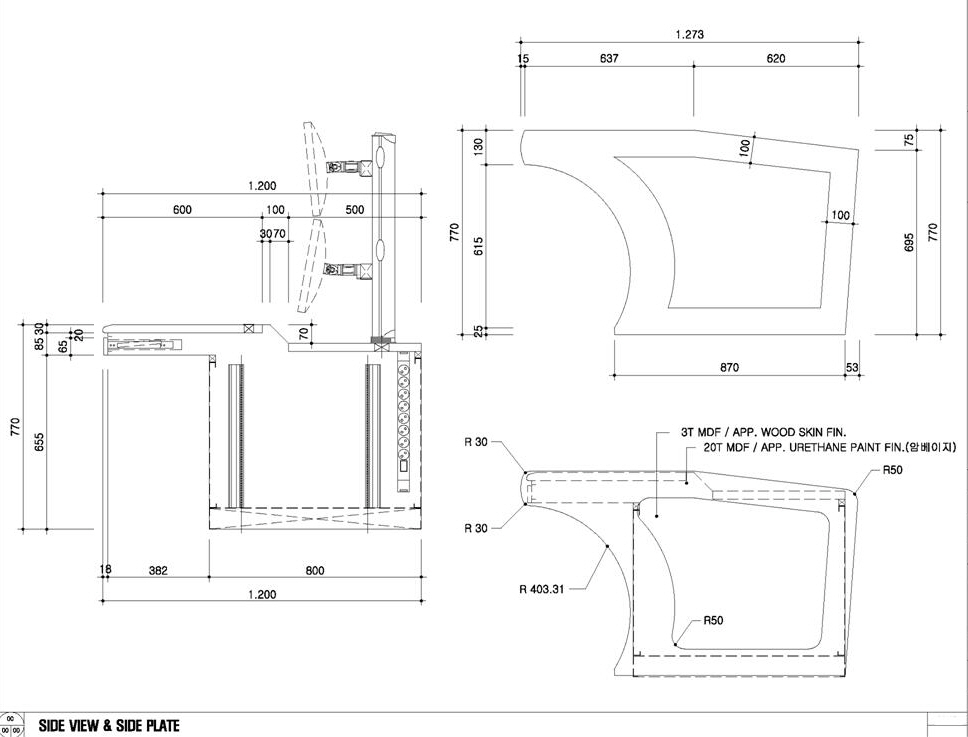 1.273
15 637 620
130
100
75
1.200
600 100 500
30 70
100
770
615
695
770
25
30
20
85
65
70
870 53
770
655
3T MDF / APP. WOOD SKIN FIN.
20T MDF / APP. URETHANE PAINT FIN.(암베이지)
R 30
R50
R 30
18 382 800
1.200
R 403.31
R50
SIDE VIEW & SIDE PLATE
00
00 00